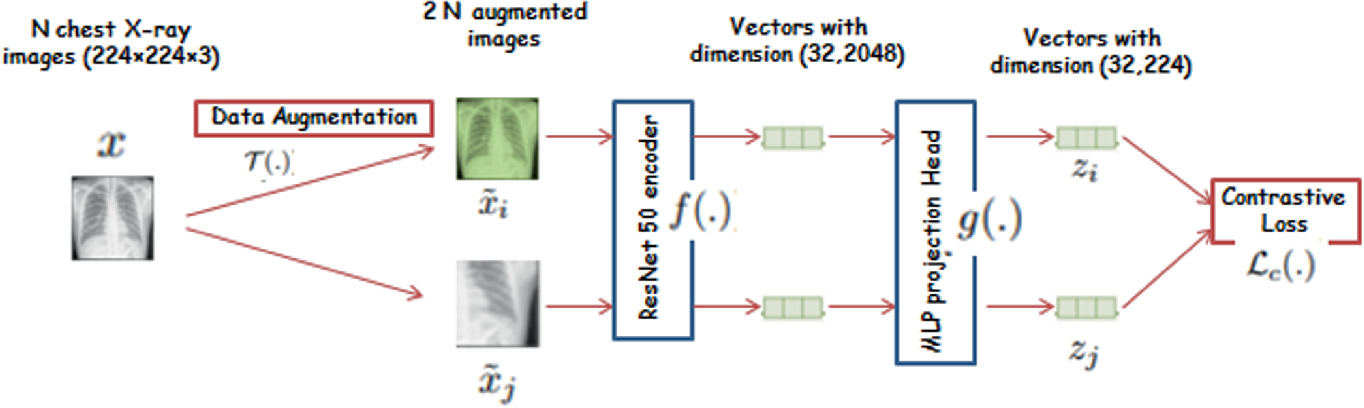 N chest X-ray
images (224×224×3)
2 N augmented
images
Vectors with
dimension (32,2048)
Vectors with
dimension (32,224)
Data Augmentation
𝒯(.)
x
x̃ᵢ
x̃ⱼ
ResNet 50 encoder
f(.)
MLP projection Head
g(.)
zᵢ
zⱼ
Contrastive
Loss
ℒ_c(.)